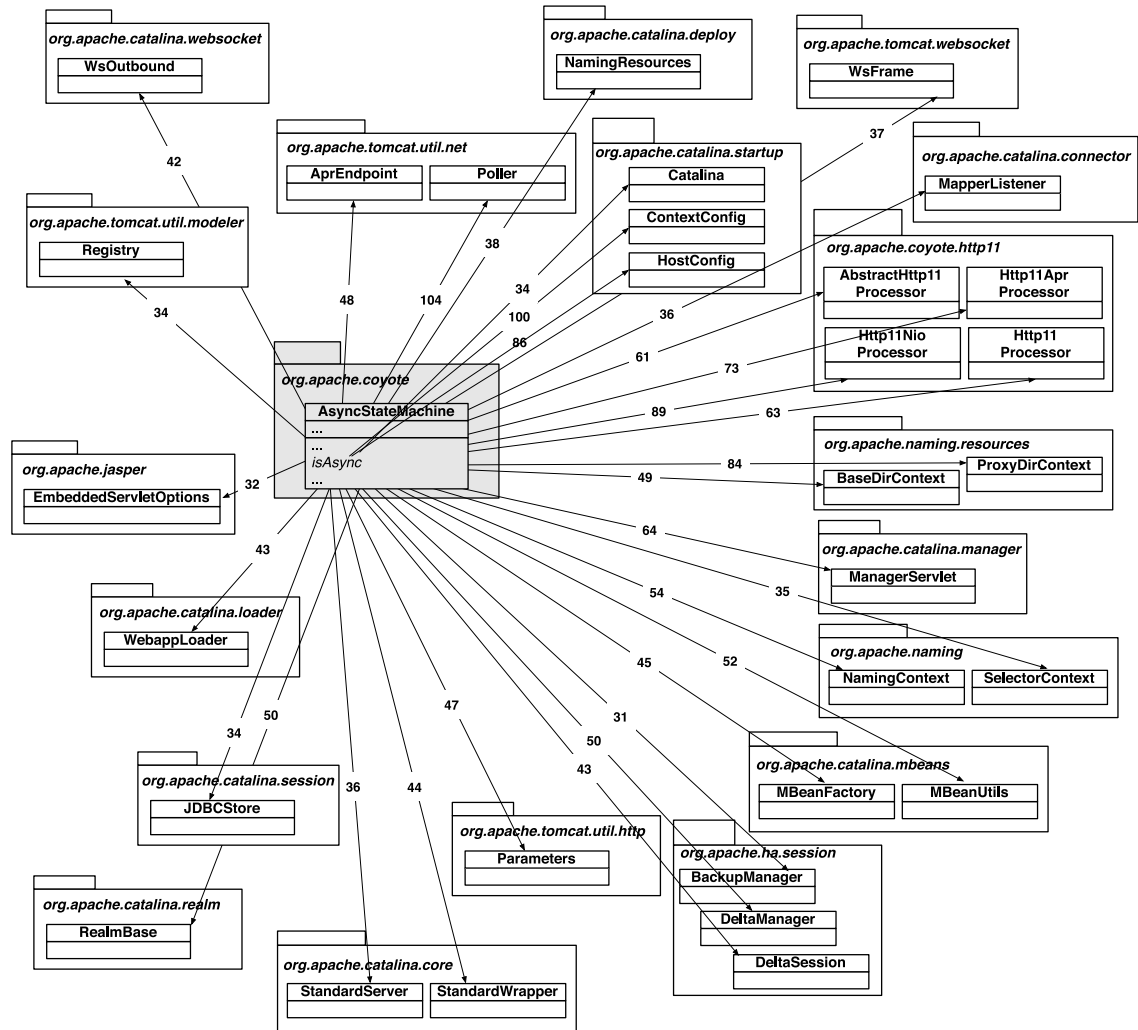 org.apache.catalina.websocket
WsOutbound
org.apache.catalina.deploy
NamingResources
org.apache.tomcat.websocket
WsFrame
37
42
org.apache.tomcat.util.net
AprEndpoint
Poller
org.apache.catalina.startup
Catalina
ContextConfig
HostConfig
org.apache.catalina.connector
MapperListener
org.apache.tomcat.util.modeler
Registry
38
34
100
86
48
104
34
36
61
73
89
63
org.apache.coyote.http11
AbstractHttp11
Processor
Http11Apr
Processor
Http11Nio
Processor
Http11
Processor
org.apache.coyote
AsyncStateMachine
...
...
isAsync
...
org.apache.jasper
EmbeddedServletOptions
32
84
49
org.apache.naming.resources
BaseDirContext
ProxyDirContext
64
org.apache.catalina.manager
ManagerServlet
43
org.apache.catalina.loader
WebappLoader
54
35
org.apache.naming
NamingContext
SelectorContext
45
52
47
31
50
43
34
50
36
44
org.apache.catalina.session
JDBCStore
org.apache.catalina.mbeans
MBeanFactory
MBeanUtils
org.apache.tomcat.util.http
Parameters
org.apache.ha.session
BackupManager
DeltaManager
DeltaSession
org.apache.catalina.realm
RealmBase
org.apache.catalina.core
StandardServer
StandardWrapper